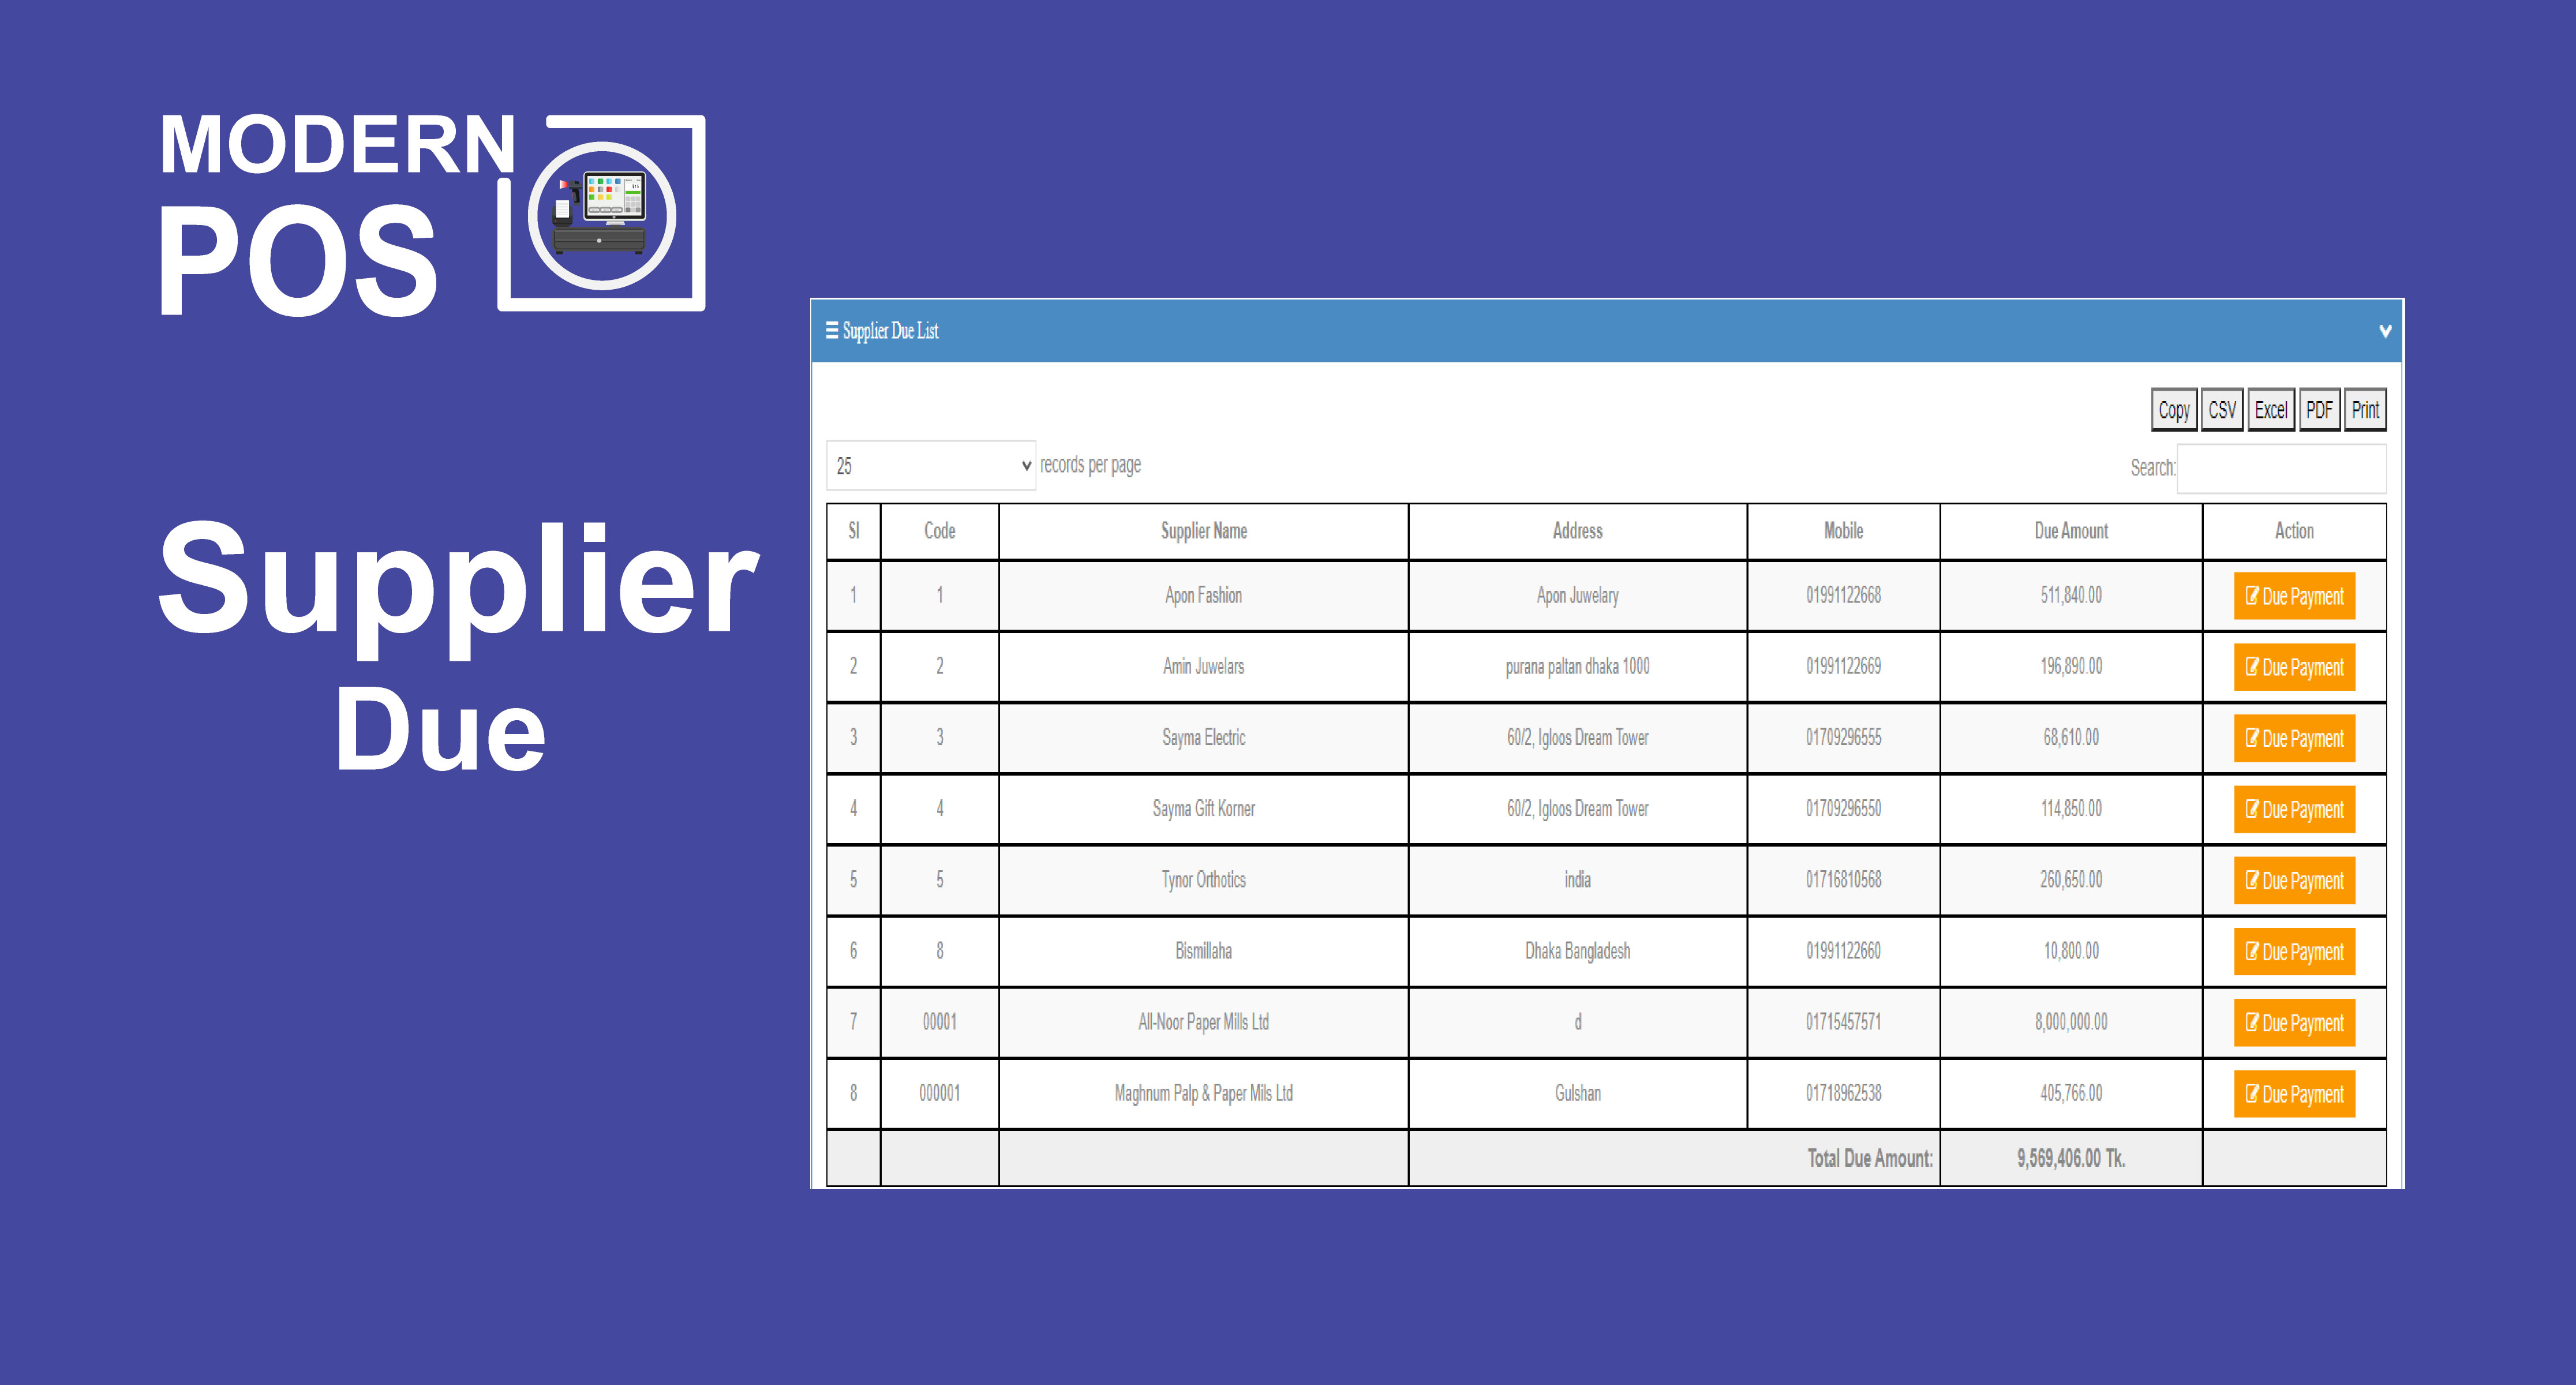 MODERN
POS
Supplier
Due
Supplier Due List
Copy CSV Excel PDF Print
25 records per page
Search:
Sl Code Supplier Name Address Mobile Due Amount Action
1 1 Apon Fashion Apon Juwelary 01991122668 511,840.00 Due Payment
2 2 Amin Juwelars purana paltan dhaka 1000 01991122669 196,890.00 Due Payment
3 3 Sayma Electric 60/2, Igloos Dream Tower 01709296555 68,610.00 Due Payment
4 4 Sayma Gift Korner 60/2, Igloos Dream Tower 01709296550 114,850.00 Due Payment
5 5 Tynor Orthotics india 01716810568 260,650.00 Due Payment
6 8 Bismillaha Dhaka Bangladesh 01991122660 10,800.00 Due Payment
7 00001 All-Noor Paper Mills Ltd d 01715457571 8,000,000.00 Due Payment
8 000001 Maghnum Palp & Paper Mils Ltd Gulshan 01718962538 405,766.00 Due Payment
Total Due Amount: 9,569,406.00 Tk.